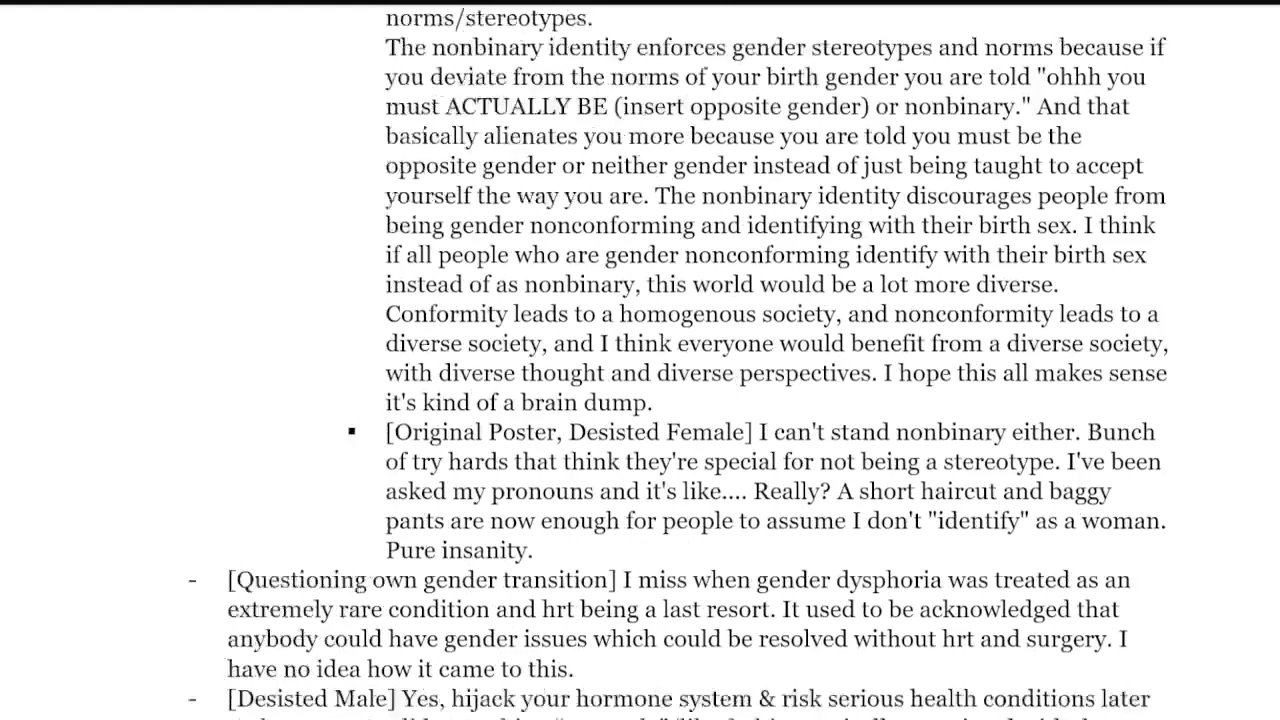 norms/stereotypes.
The nonbinary identity enforces gender stereotypes and norms because if
you deviate from the norms of your birth gender you are told "ohhh you
must ACTUALLY BE (insert opposite gender) or nonbinary." And that
basically alienates you more because you are told you must be the
opposite gender or neither gender instead of just being taught to accept
yourself the way you are. The nonbinary identity discourages people from
being gender nonconforming and identifying with their birth sex. I think
if all people who are gender nonconforming identify with their birth sex
instead of as nonbinary, this world would be a lot more diverse.
Conformity leads to a homogenous society, and nonconformity leads to a
diverse society, and I think everyone would benefit from a diverse society,
with diverse thought and diverse perspectives. I hope this all makes sense
it's kind of a brain dump.
▪ [Original Poster, Desisted Female] I can't stand nonbinary either. Bunch
of try hards that think they're special for not being a stereotype. I've been
asked my pronouns and it's like.... Really? A short haircut and baggy
pants are now enough for people to assume I don't "identify" as a woman.
Pure insanity.
- [Questioning own gender transition] I miss when gender dysphoria was treated as an
extremely rare condition and hrt being a last resort. It used to be acknowledged that
anybody could have gender issues which could be resolved without hrt and surgery. I
have no idea how it came to this.
- [Desisted Male] Yes, hijack your hormone system & risk serious health conditions later